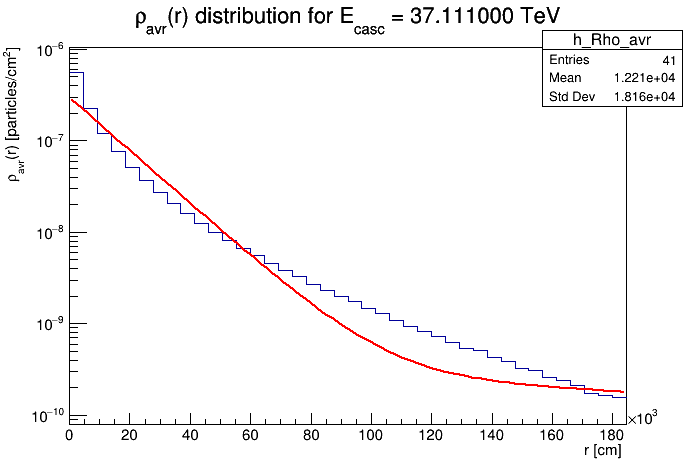 ρavr(r) distribution for Ecasc = 37.111000 TeV
h_Rho_avr
Entries 41
Mean 1.221e+04
Std Dev 1.816e+04
ρavr(r) [particles/cm²]
10⁻⁶
10⁻⁷
10⁻⁸
10⁻⁹
10⁻¹⁰
0 20 40 60 80 100 120 140 160 180 ×10³
r [cm]